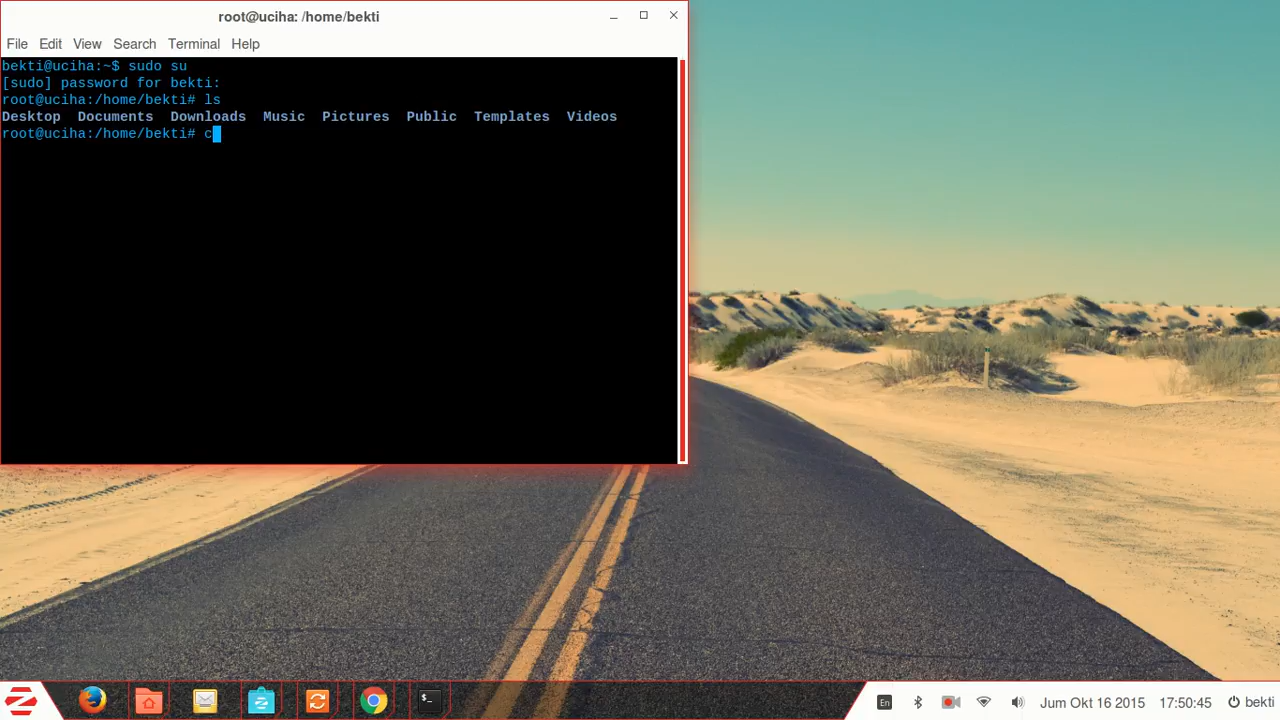 root@uciha: /home/bekti
File Edit View Search Terminal Help
bekti@uciha:~$ sudo su
[sudo] password for bekti:
root@uciha:/home/bekti# ls
Desktop Documents Downloads Music Pictures Public Templates Videos
root@uciha:/home/bekti# c
$_
En Jum Okt 16 2015 17:50:45 bekti